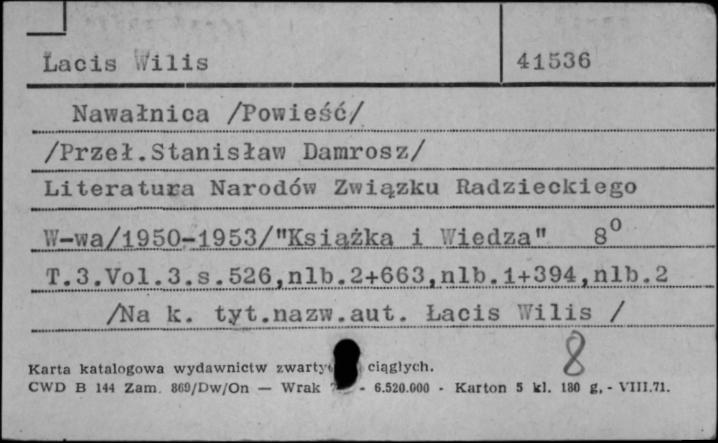 Łacis Wilis 41536
Nawałnica /Powieść/
/Przeł.Stanisław Damrosz/
Literatura Narodów Związku Radzieckiego
W-wa/1950-1953/"Książka i Wiedza" 8°
T.3.Vol.3.s.526,nlb.2+663,nlb.1+394,nlb.2
/Na k. tyt.nazw.aut. Łacis Wilis /
8
Karta katalogowa wydawnictw ciągłych.
CWD B 144 Zam. 869/Dw/On — Wrak - 6.520.000 - Karton 5 kl. 180 g. - VIII.71.